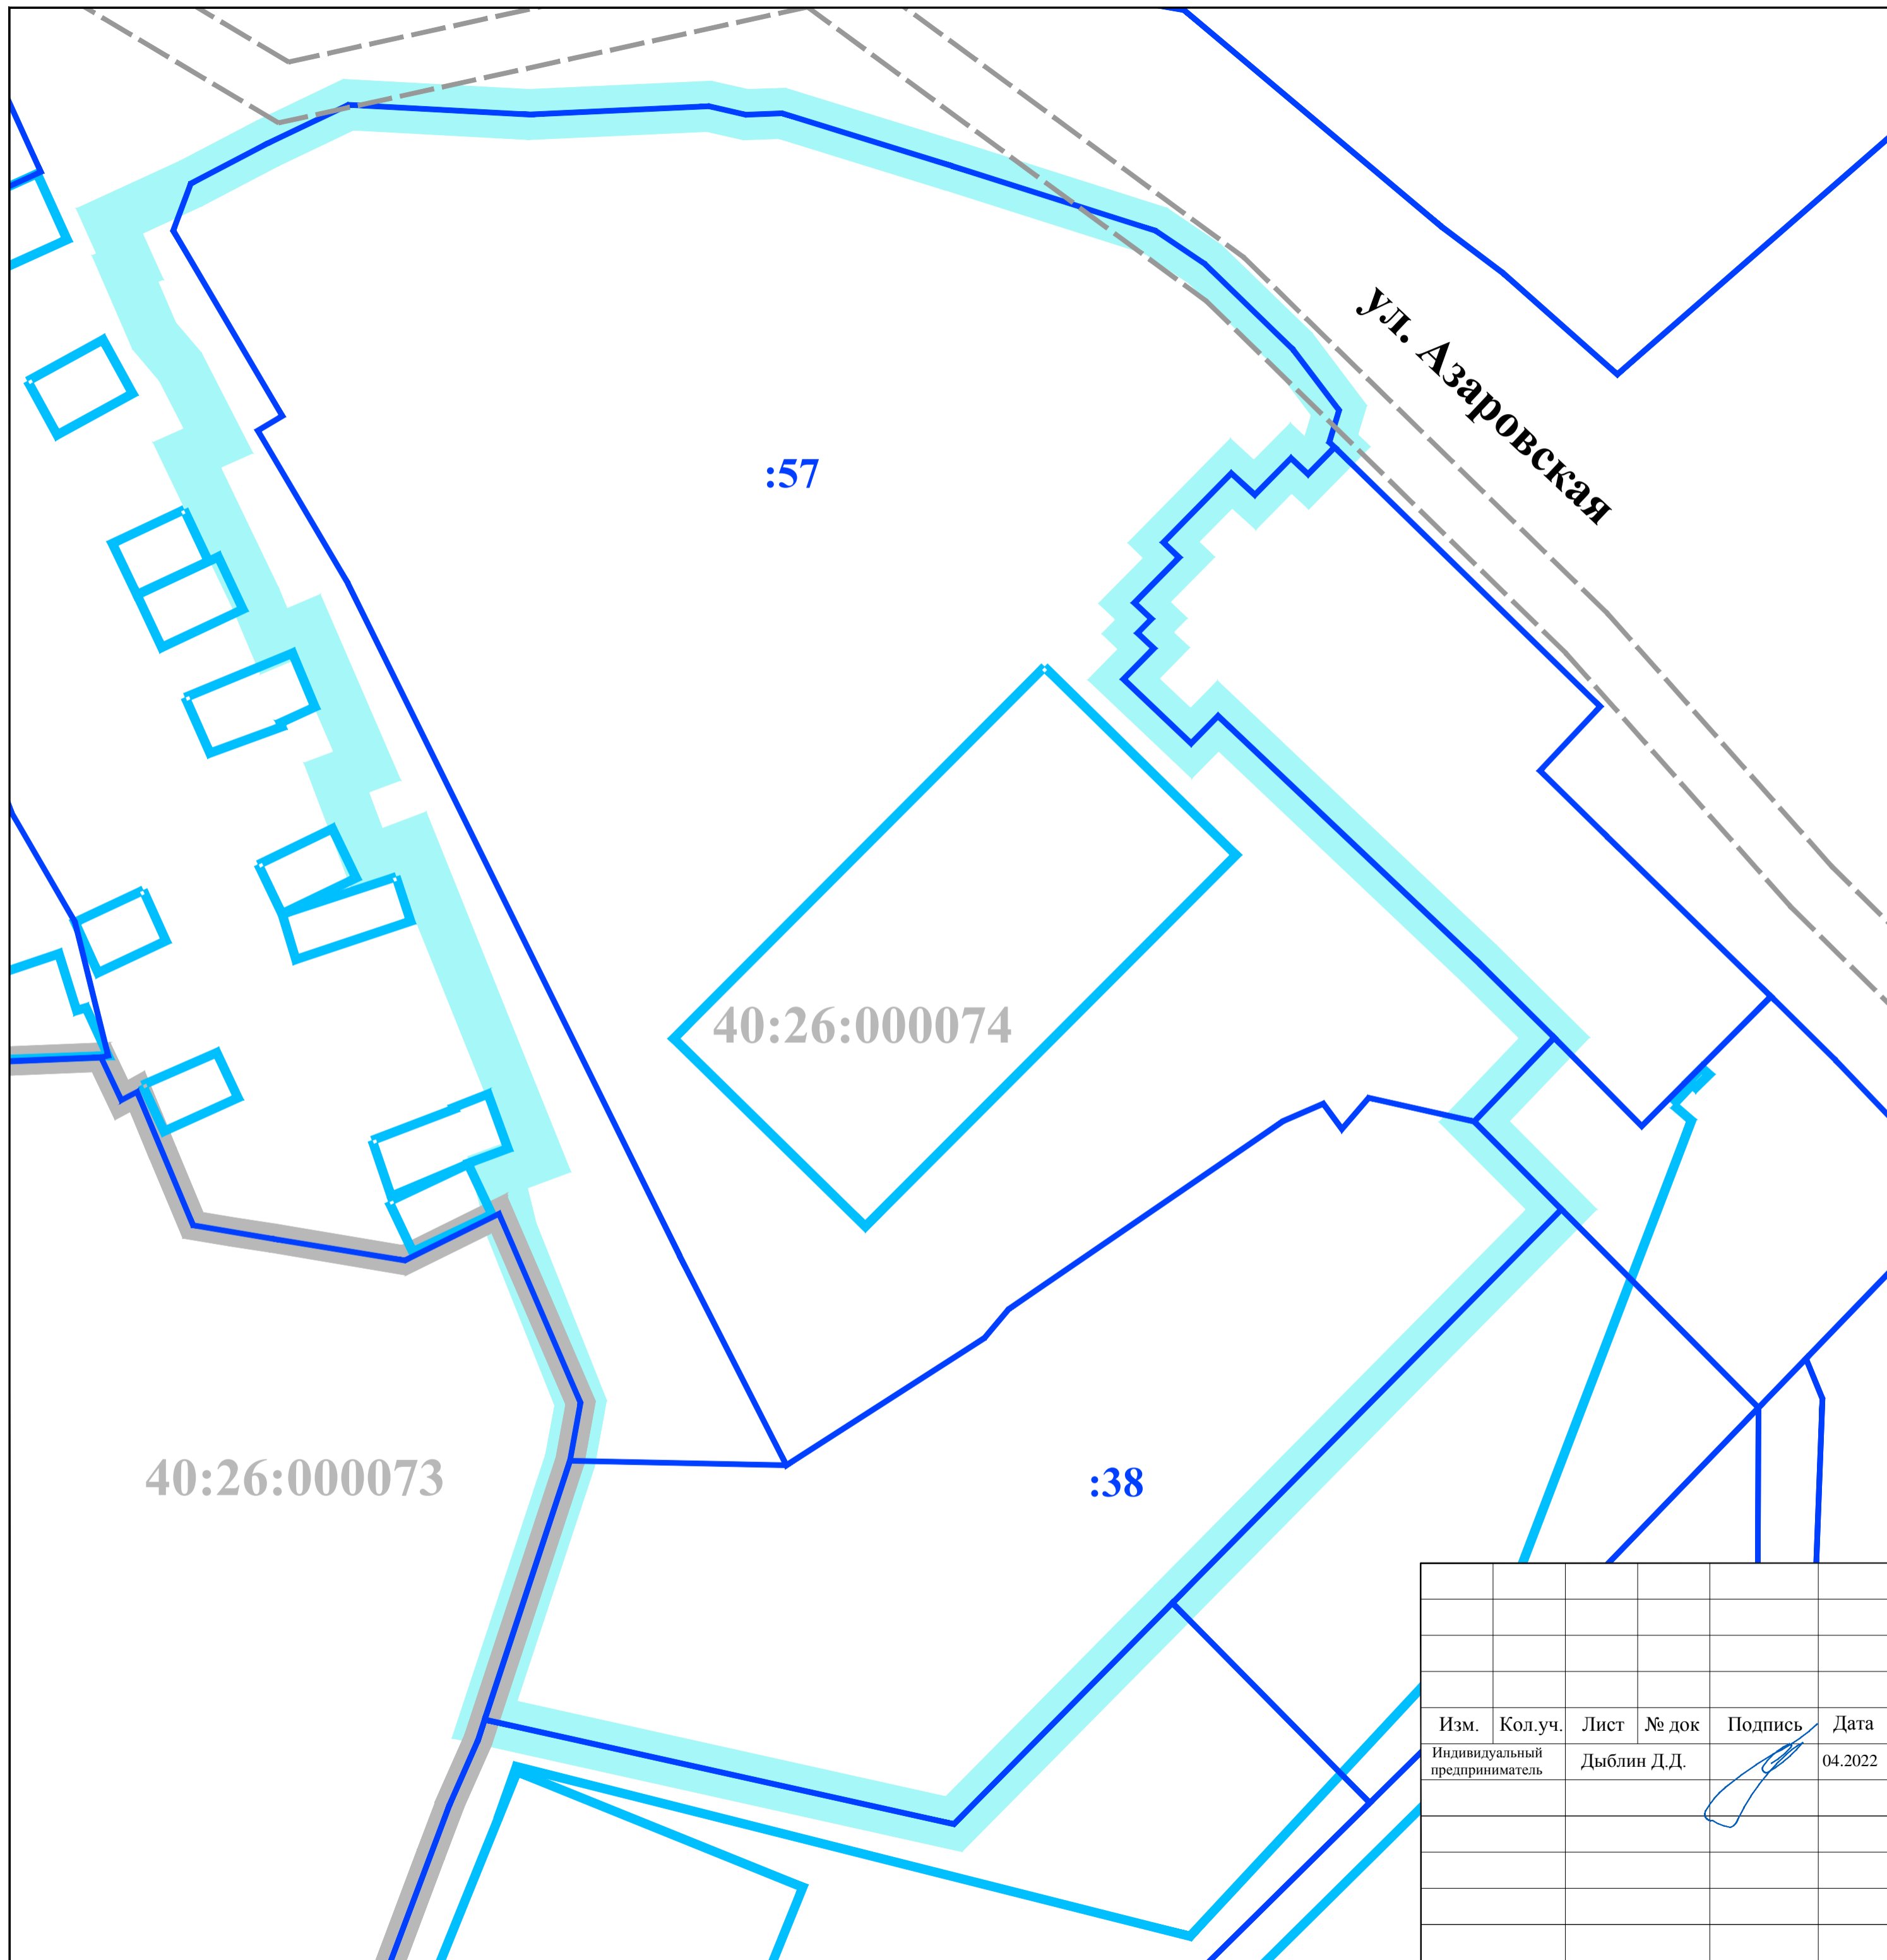 ул. Азаровская
:57
40:26:000074
40:26:000073
:38
Изм. Кол.уч. Лист № док Подпись Дата
Индивидуальный предприниматель Дыблин Д.Д. 04.2022